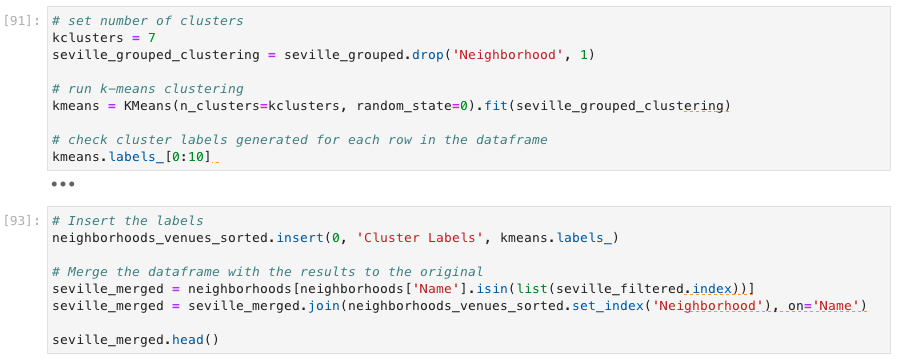 [91]:
# set number of clusters
kclusters = 7
seville_grouped_clustering = seville_grouped.drop('Neighborhood', 1)
# run k-means clustering
kmeans = KMeans(n_clusters=kclusters, random_state=0).fit(seville_grouped_clustering)
# check cluster labels generated for each row in the dataframe
kmeans.labels_[0:10]
•••
[93]:
# Insert the labels
neighborhoods_venues_sorted.insert(0, 'Cluster Labels', kmeans.labels_)
# Merge the dataframe with the results to the original
seville_merged = neighborhoods[neighborhoods['Name'].isin(list(seville_filtered.index))]
seville_merged = seville_merged.join(neighborhoods_venues_sorted.set_index('Neighborhood'), on='Name')
seville_merged.head()